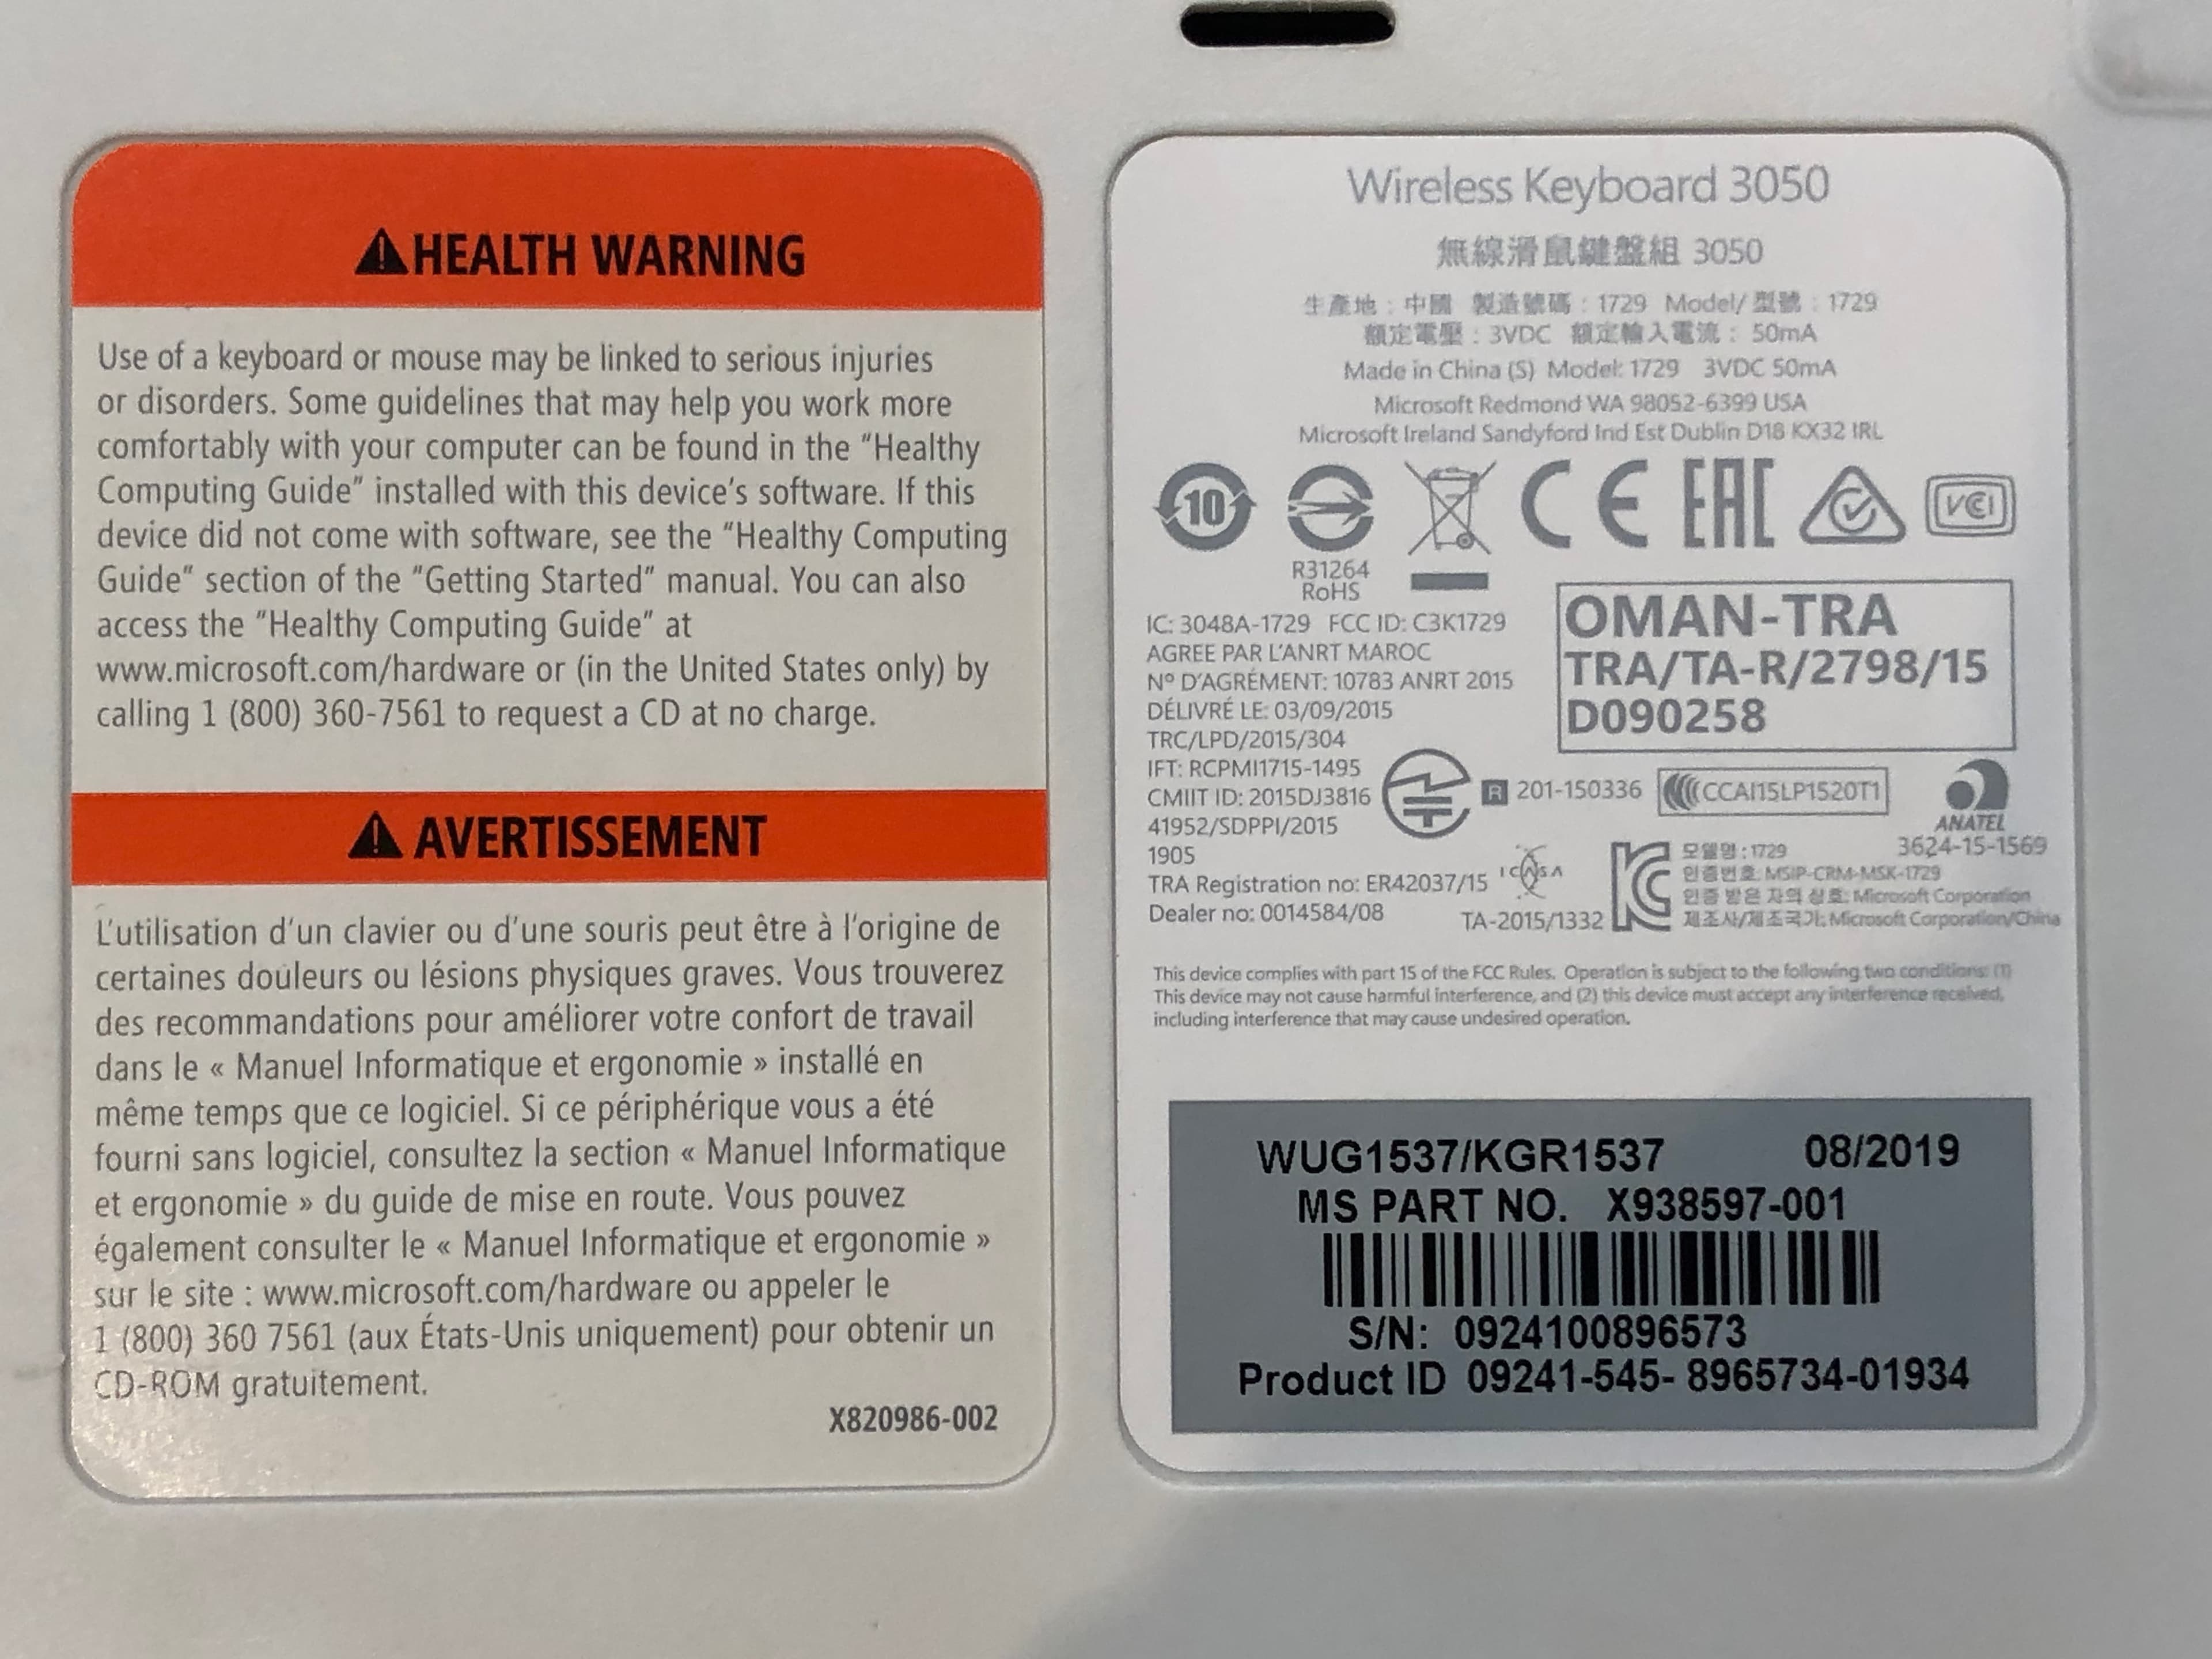 HEALTH WARNING
Use of a keyboard or mouse may be linked to serious injuries
or disorders. Some guidelines that may help you work more
comfortably with your computer can be found in the "Healthy
Computing Guide" installed with this device's software. If this
device did not come with software, see the "Healthy Computing
Guide" section of the "Getting Started" manual. You can also
access the "Healthy Computing Guide" at
www.microsoft.com/hardware or (in the United States only) by
calling 1 (800) 360-7561 to request a CD at no charge.
AVERTISSEMENT
L'utilisation d'un clavier ou d'une souris peut être à l'origine de
certaines douleurs ou lésions physiques graves. Vous trouverez
des recommandations pour améliorer votre confort de travail
dans le « Manuel Informatique et ergonomie » installé en
même temps que ce logiciel. Si ce périphérique vous a été
fourni sans logiciel, consultez la section « Manuel Informatique
et ergonomie » du guide de mise en route. Vous pouvez
également consulter le « Manuel Informatique et ergonomie »
sur le site : www.microsoft.com/hardware ou appeler le
1 (800) 360 7561 (aux États-Unis uniquement) pour obtenir un
CD-ROM gratuitement.
X820986-002
Wireless Keyboard 3050
無線滑鼠鍵盤組 3050
生產地 : 中國 製造號碼 : 1729 Model/ 型號 : 1729
額定電壓 : 3VDC 額定輸入電流 : 50mA
Made in China (S) Model: 1729 3VDC 50mA
Microsoft Redmond WA 98052-6399 USA
Microsoft Ireland Sandyford Ind Est Dublin D18 KX32 IRL
10
CE EAC VCI
R31264
RoHS
IC: 3048A-1729 FCC ID: C3K1729
AGREE PAR L'ANRT MAROC
Nº D'AGRÉMENT: 10783 ANRT 2015
DÉLIVRÉ LE: 03/09/2015
TRC/LPD/2015/304
IFT: RCPMI1715-1495
CMIIT ID: 2015DJ3816
41952/SDPPI/2015
1905
TRA Registration no: ER42037/15
Dealer no: 0014584/08
OMAN-TRA
TRA/TA-R/2798/15
D090258
R 201-150336
CCAI15LP1520T1
ANATEL
3624-15-1569
ICASA
TA-2015/1332
KC
모델명 : 1729
인증번호: MSIP-CRM-MSK-1729
인증 받은 자의 상호: Microsoft Corporation
제조사/제조국가: Microsoft Corporation/China
This device complies with part 15 of the FCC Rules. Operation is subject to the following two conditions: (1)
This device may not cause harmful interference, and (2) this device must accept any interference received,
including interference that may cause undesired operation.
WUG1537/KGR1537 08/2019
MS PART NO. X938597-001
S/N: 0924100896573
Product ID 09241-545- 8965734-01934